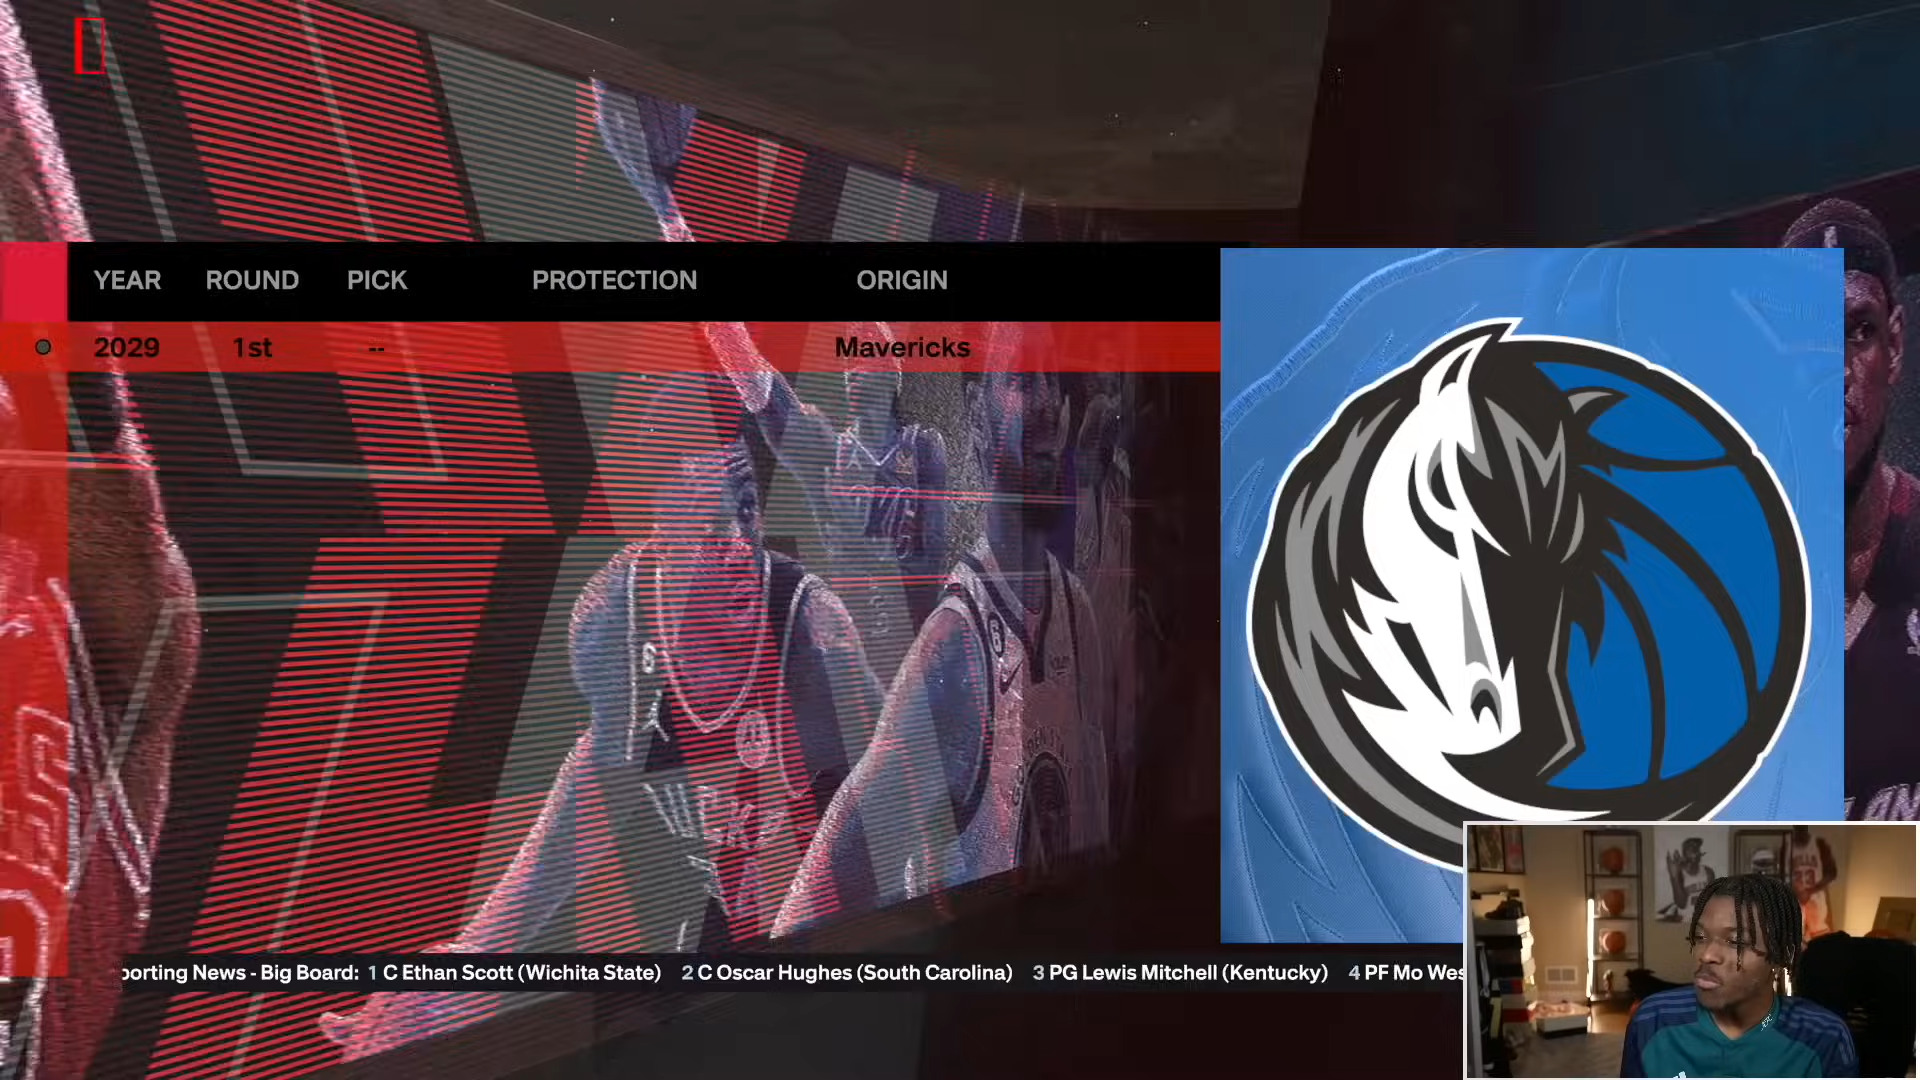 YEAR ROUND PICK PROTECTION ORIGIN
2029 1st -- Mavericks
porting News - Big Board: 1 C Ethan Scott (Wichita State) 2 C Oscar Hughes (South Carolina) 3 PG Lewis Mitchell (Kentucky) 4 PF Mo Wes